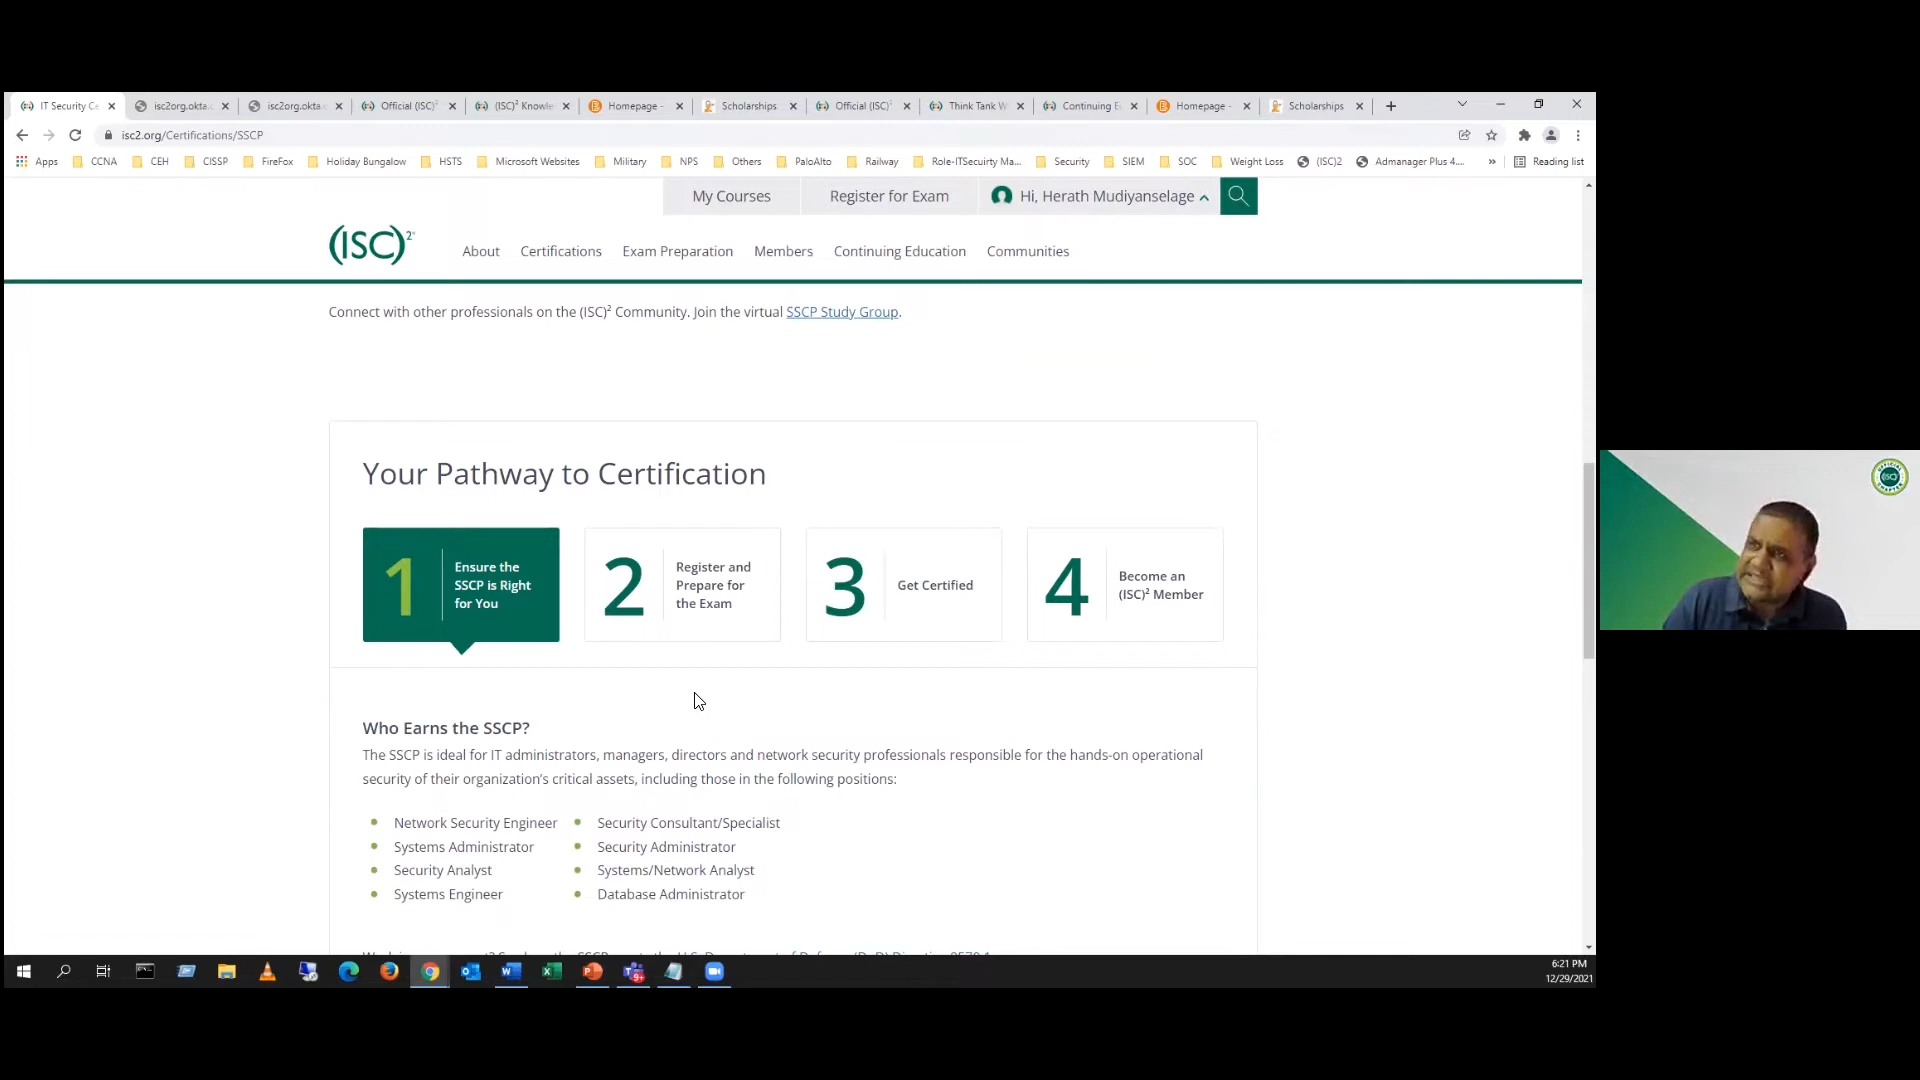 IT Security Ce
isc2org.okta.
isc2org.okta.
Official (ISC)²
(ISC)² Knowle
Homepage -
Scholarships
Official (ISC)²
Think Tank W
Continuing E
Homepage -
Scholarships
isc2.org/Certifications/SSCP
Apps CCNA CEH CISSP FireFox Holiday Bungalow HSTS Microsoft Websites Military NPS Others PaloAlto Railway Role-ITSecuirty Ma... Security SIEM SOC Weight Loss (ISC)2 Admanager Plus 4.... » Reading list
My Courses Register for Exam Hi, Herath Mudiyanselage
(ISC)²
About Certifications Exam Preparation Members Continuing Education Communities
Connect with other professionals on the (ISC)² Community. Join the virtual SSCP Study Group.
Your Pathway to Certification
1
Ensure the
SSCP is Right
for You
2
Register and
Prepare for
the Exam
3
Get Certified
4
Become an
(ISC)² Member
Who Earns the SSCP?
The SSCP is ideal for IT administrators, managers, directors and network security professionals responsible for the hands-on operational
security of their organization's critical assets, including those in the following positions:
Network Security Engineer
Systems Administrator
Security Analyst
Systems Engineer
Security Consultant/Specialist
Security Administrator
Systems/Network Analyst
Database Administrator
6:21 PM
12/29/2021